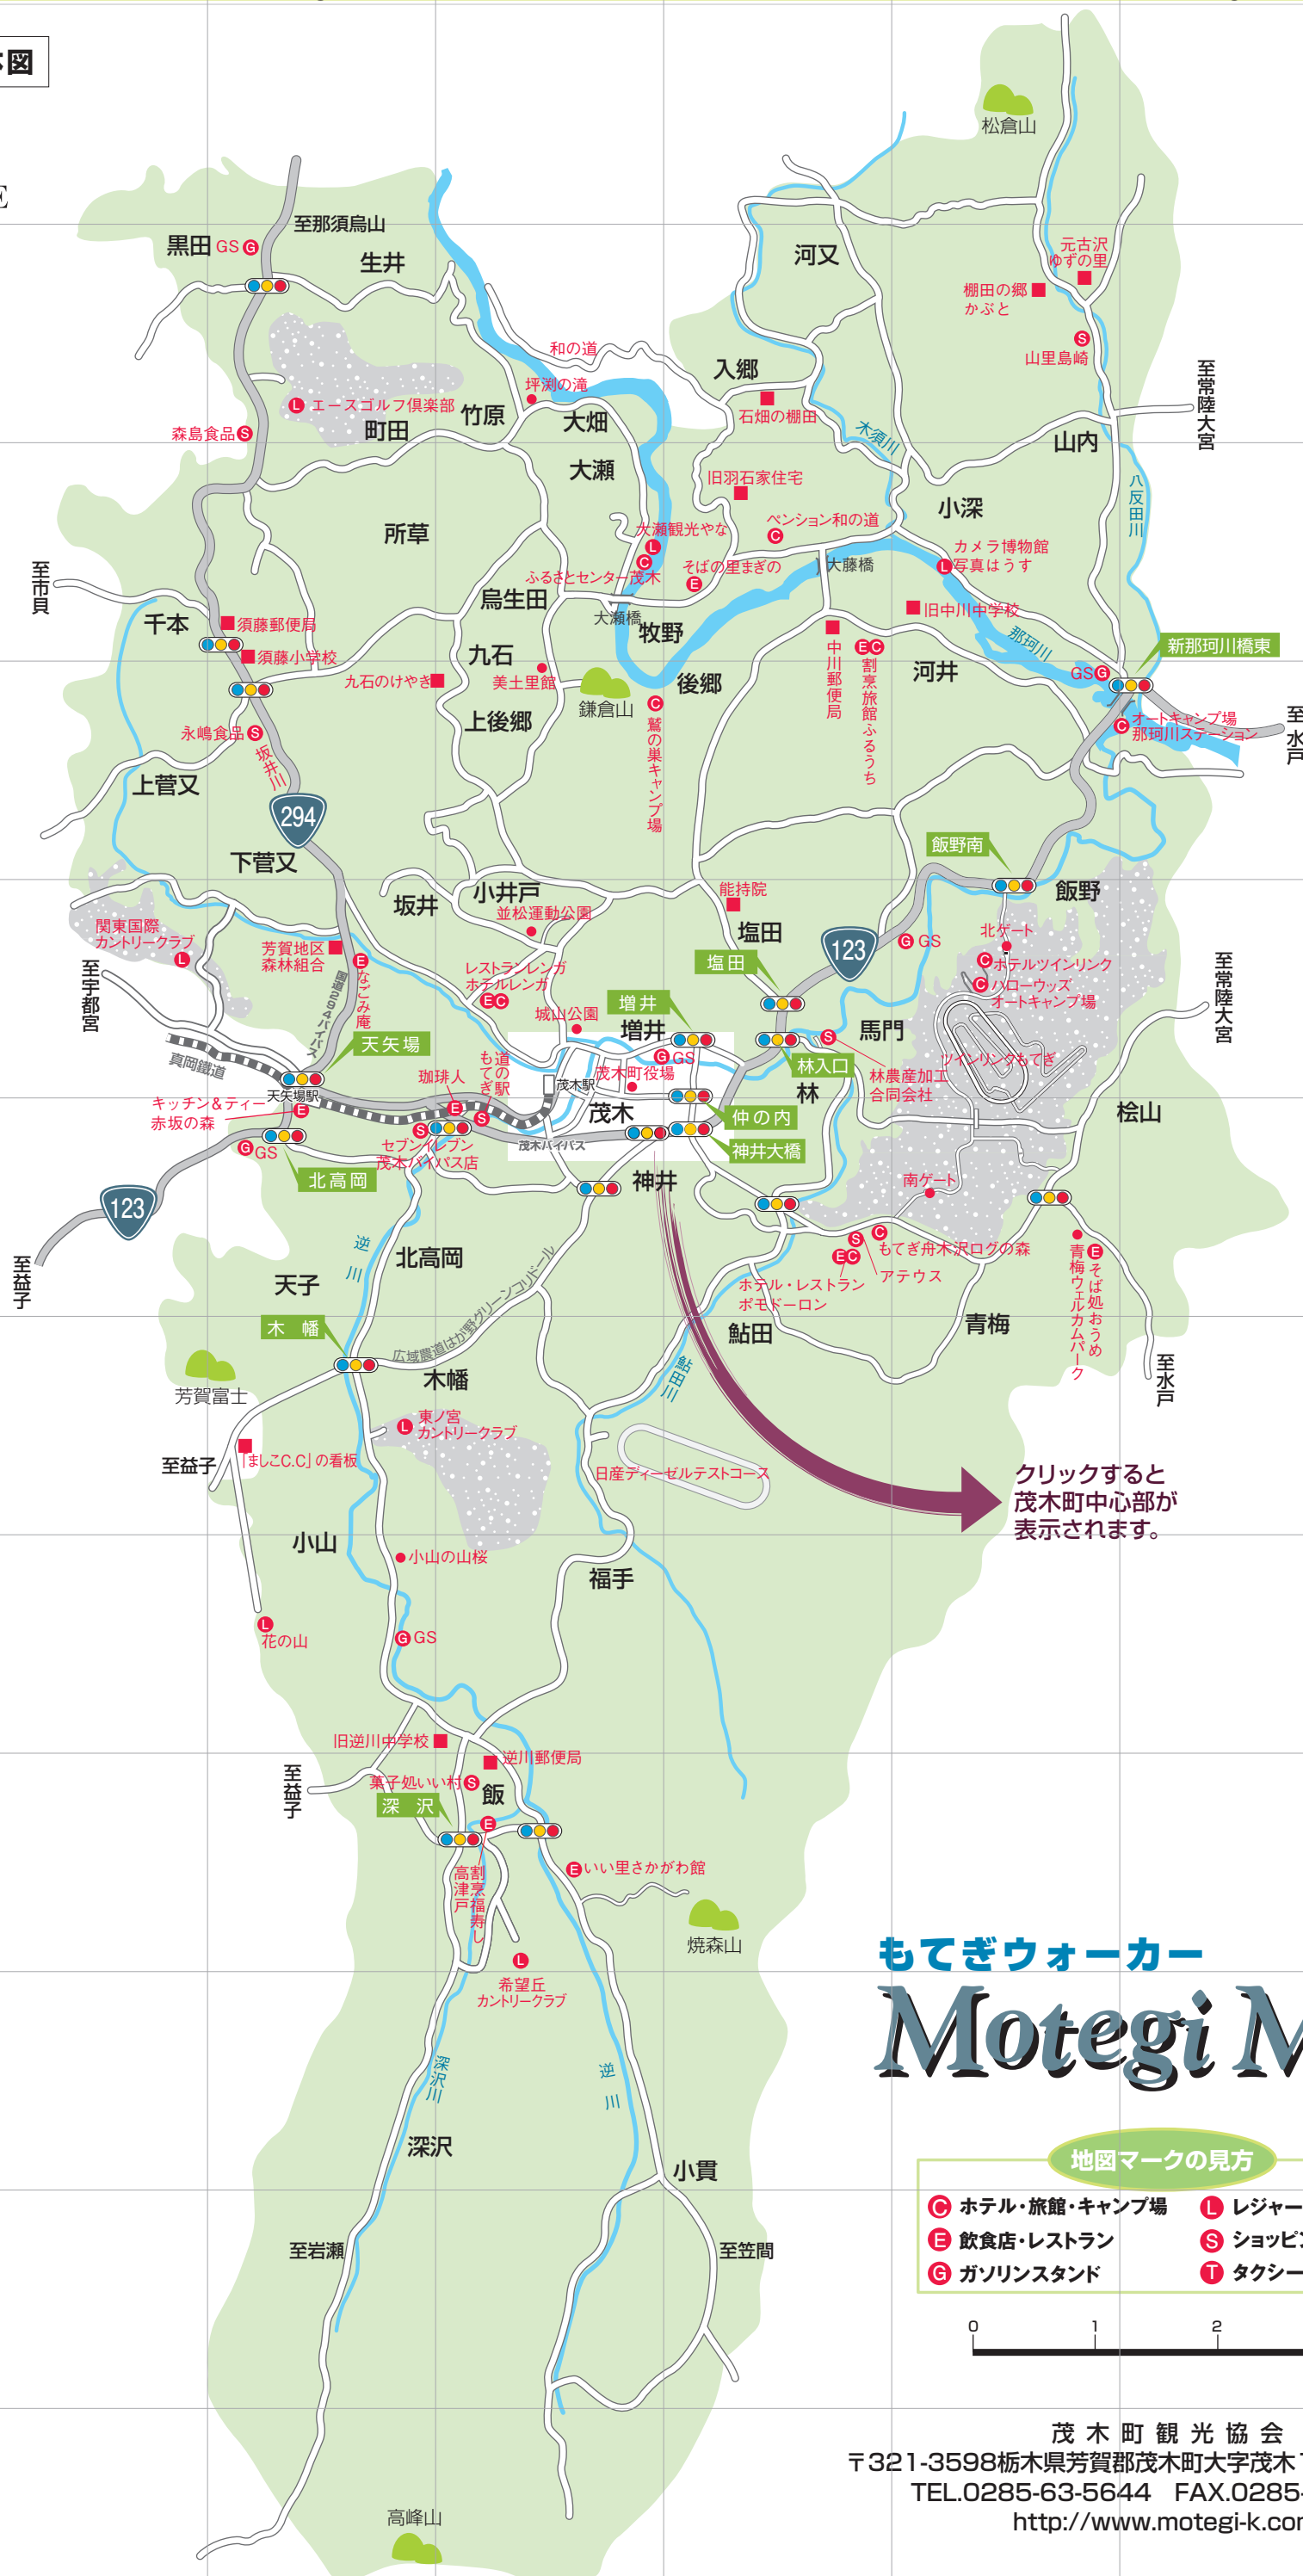 体図
E
松倉山
至那須烏山
黒田
GS G
生井
河又
元古沢
ゆずの里
棚田の郷
かぶと
S
山里島崎
至常陸大宮
和の道
坪渕の滝
入郷
石畑の棚田
L エースゴルフ倶楽部
町田
竹原
大畑
森島食品 S
木須川
山内
大瀬
旧羽石家住宅
八反田川
小深
所草
ペンション和の道
C
大瀬観光やな
L
C
ふるさとセンター茂木
そばの里まぎの
E
大藤橋
カメラ博物館
L 写真はうす
至市貝
烏生田
大瀬橋
牧野
旧中川中学校
千本
須藤郵便局
須藤小学校
中川郵便局
E C
割烹旅館ふるうち
那珂川
新那珂川橋東
九石
九石のけやき
美土里館
鎌倉山
後郷
河井
GS G
上後郷
C
鷲の巣キャンプ場
C オートキャンプ場
那珂川ステーション
至水戸
永嶋食品 S
坂井川
上菅又
294
飯野南
下菅又
坂井
小井戸
飯野
並松運動公園
能持院
塩田
塩田
123
G GS
関東国際
カントリークラブ
L
芳賀地区
森林組合
E
なごみ庵
北ゲート
C ホテルツインリンク
C ハローウッズ
オートキャンプ場
至宇都宮
国道294バイパス
レストランレンガ
ホテルレンガ
E C
至常陸大宮
城山公園
増井
増井
G GS
馬門
天矢場
真岡鐵道
S
林入口
ツインリンクもてぎ
林農産加工
合同会社
茂木町役場
茂木駅
道の駅
もてぎ
珈琲人
E
S
天矢場駅
キッチン&ティー
赤坂の森
E
林
桧山
茂木
仲の内
S
セブンイレブン
茂木バイパス店
茂木バイパス
神井大橋
G GS
北高岡
神井
南ゲート
123
至益子
逆川
北高岡
天子
S
C
もてぎ舟木沢ログの森
E C
アテウス
ホテル・レストラン
ポモドーロン
青梅ウェルカムパーク
E
そば処おうめ
木幡
広域農道はが野グリーンコリドール
鮎田
青梅
鮎田川
至水戸
芳賀富士
木幡
L 東ノ宮
カントリークラブ
「ましこC.C」の看板
至益子
日産ディーゼルテストコース
クリックすると
茂木町中心部が
表示されます。
小山
小山の山桜
福手
L
花の山
G GS
旧逆川中学校
逆川郵便局
至益子
菓子処いい村 S
飯
深沢
E
割烹福寿し
高津戸
E いい里さかがわ館
焼森山
L
希望丘
カントリークラブ
もてぎウォーカー
Motegi M
深沢川
逆川
深沢
小貫
地図マークの見方
C ホテル・旅館・キャンプ場
L レジャー
E 飲食店・レストラン
S ショッピン
G ガソリンスタンド
T タクシー
至岩瀬
至笠間
0 1 2
茂木町観光協会
〒321-3598栃木県芳賀郡茂木町大字茂木1
TEL.0285-63-5644 FAX.0285-
http://www.motegi-k.con
高峰山